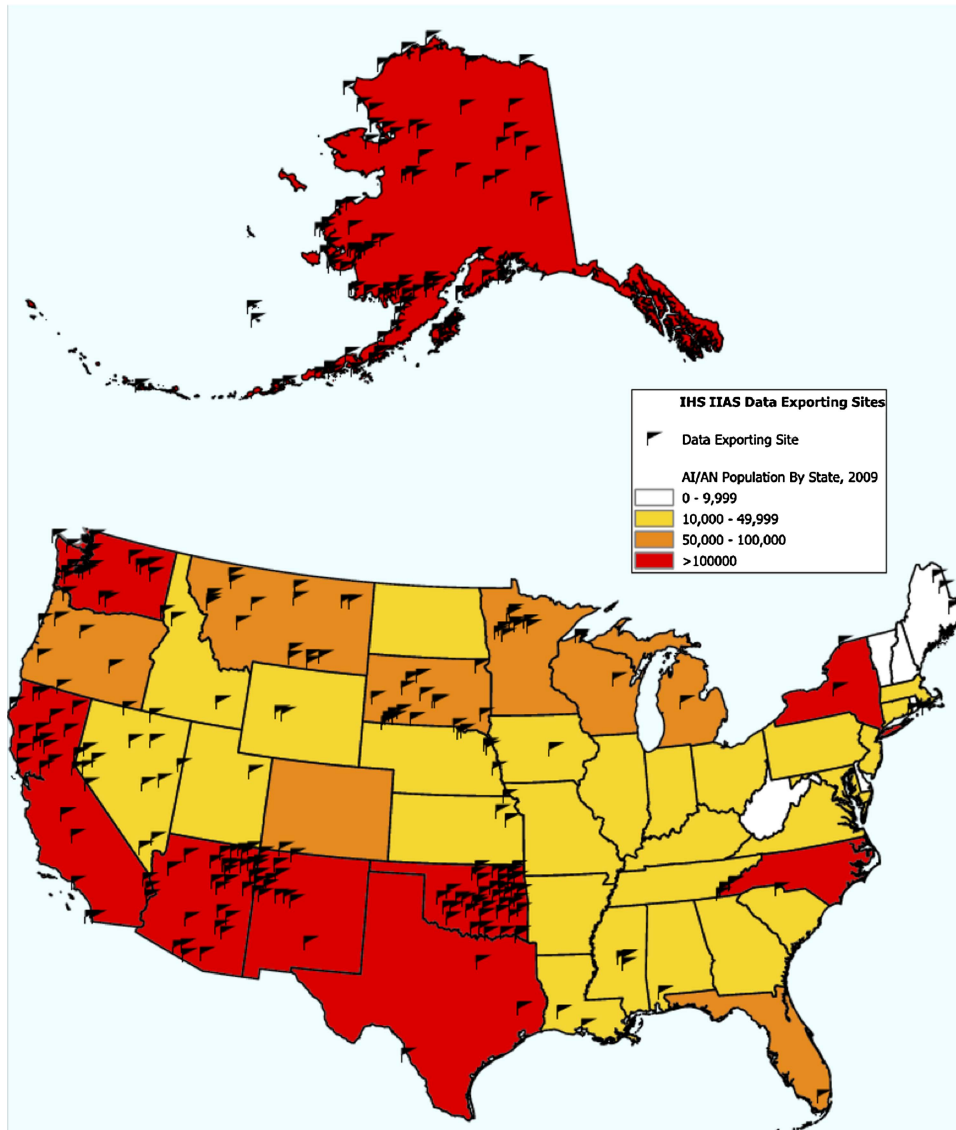 IHS IIAS Data Exporting Sites
Data Exporting Site
AI/AN Population By State, 2009
0 - 9,999
10,000 - 49,999
50,000 - 100,000
>100000